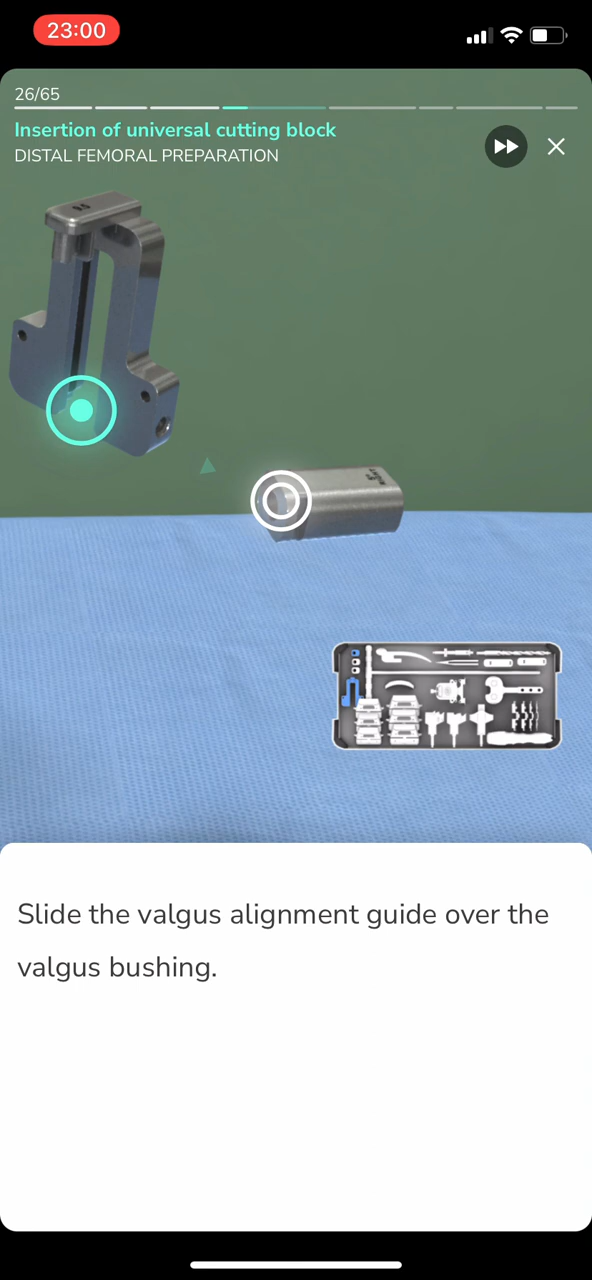 23:00
26/65
Insertion of universal cutting block
DISTAL FEMORAL PREPARATION
Slide the valgus alignment guide over the
valgus bushing.